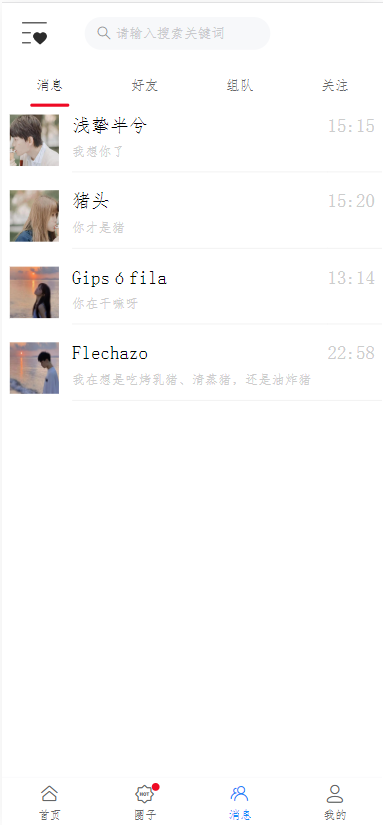 请输入搜索关键词
消息 好友 组队 关注
浅挚半兮 15:15
我想你了
猪头 15:20
你才是猪
Gipsófila 13:14
你在干嘛呀
Flechazo 22:58
我在想是吃烤乳猪、清蒸猪，还是油炸猪
HOT
首页 圈子 消息 我的